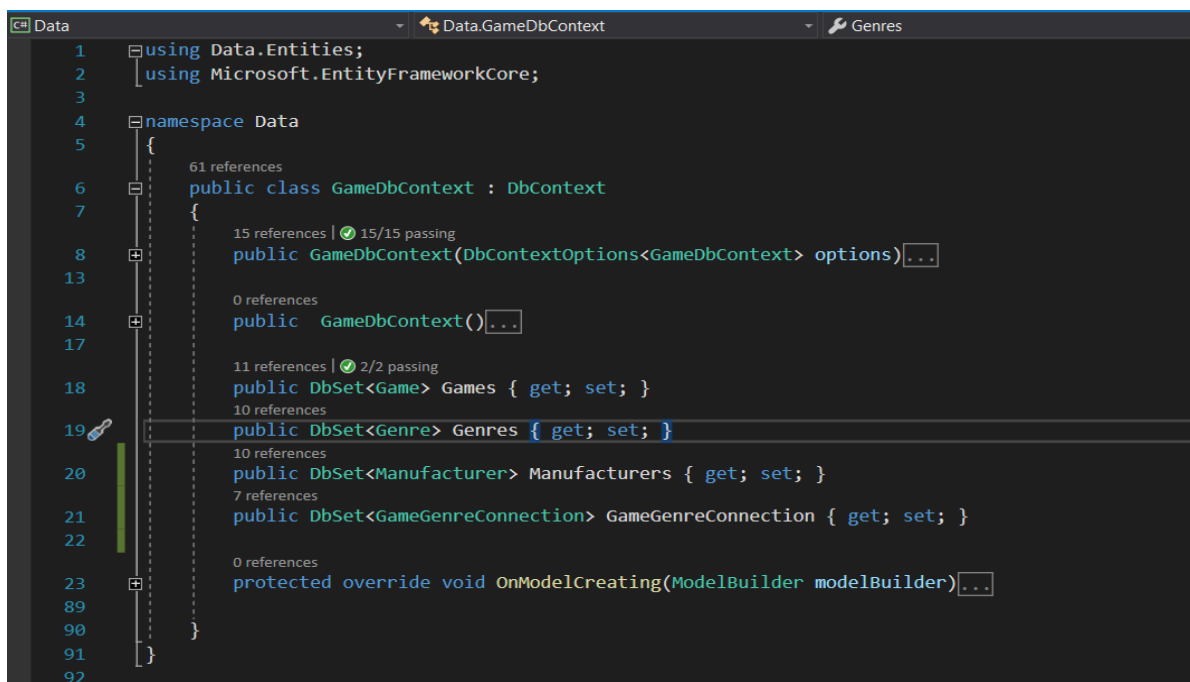 C# Data Data.GameDbContext Genres
1 using Data.Entities;
2 using Microsoft.EntityFrameworkCore;
3
4 namespace Data
5 {
61 references
6 public class GameDbContext : DbContext
7 {
15 references | 15/15 passing
8 public GameDbContext(DbContextOptions<GameDbContext> options)...
13
0 references
14 public  GameDbContext()...
17
11 references | 2/2 passing
18 public DbSet<Game> Games { get; set; }
10 references
19 public DbSet<Genre> Genres { get; set; }
10 references
20 public DbSet<Manufacturer> Manufacturers { get; set; }
7 references
21 public DbSet<GameGenreConnection> GameGenreConnection { get; set; }
22
0 references
23 protected override void OnModelCreating(ModelBuilder modelBuilder)...
89
90 }
91 }
92